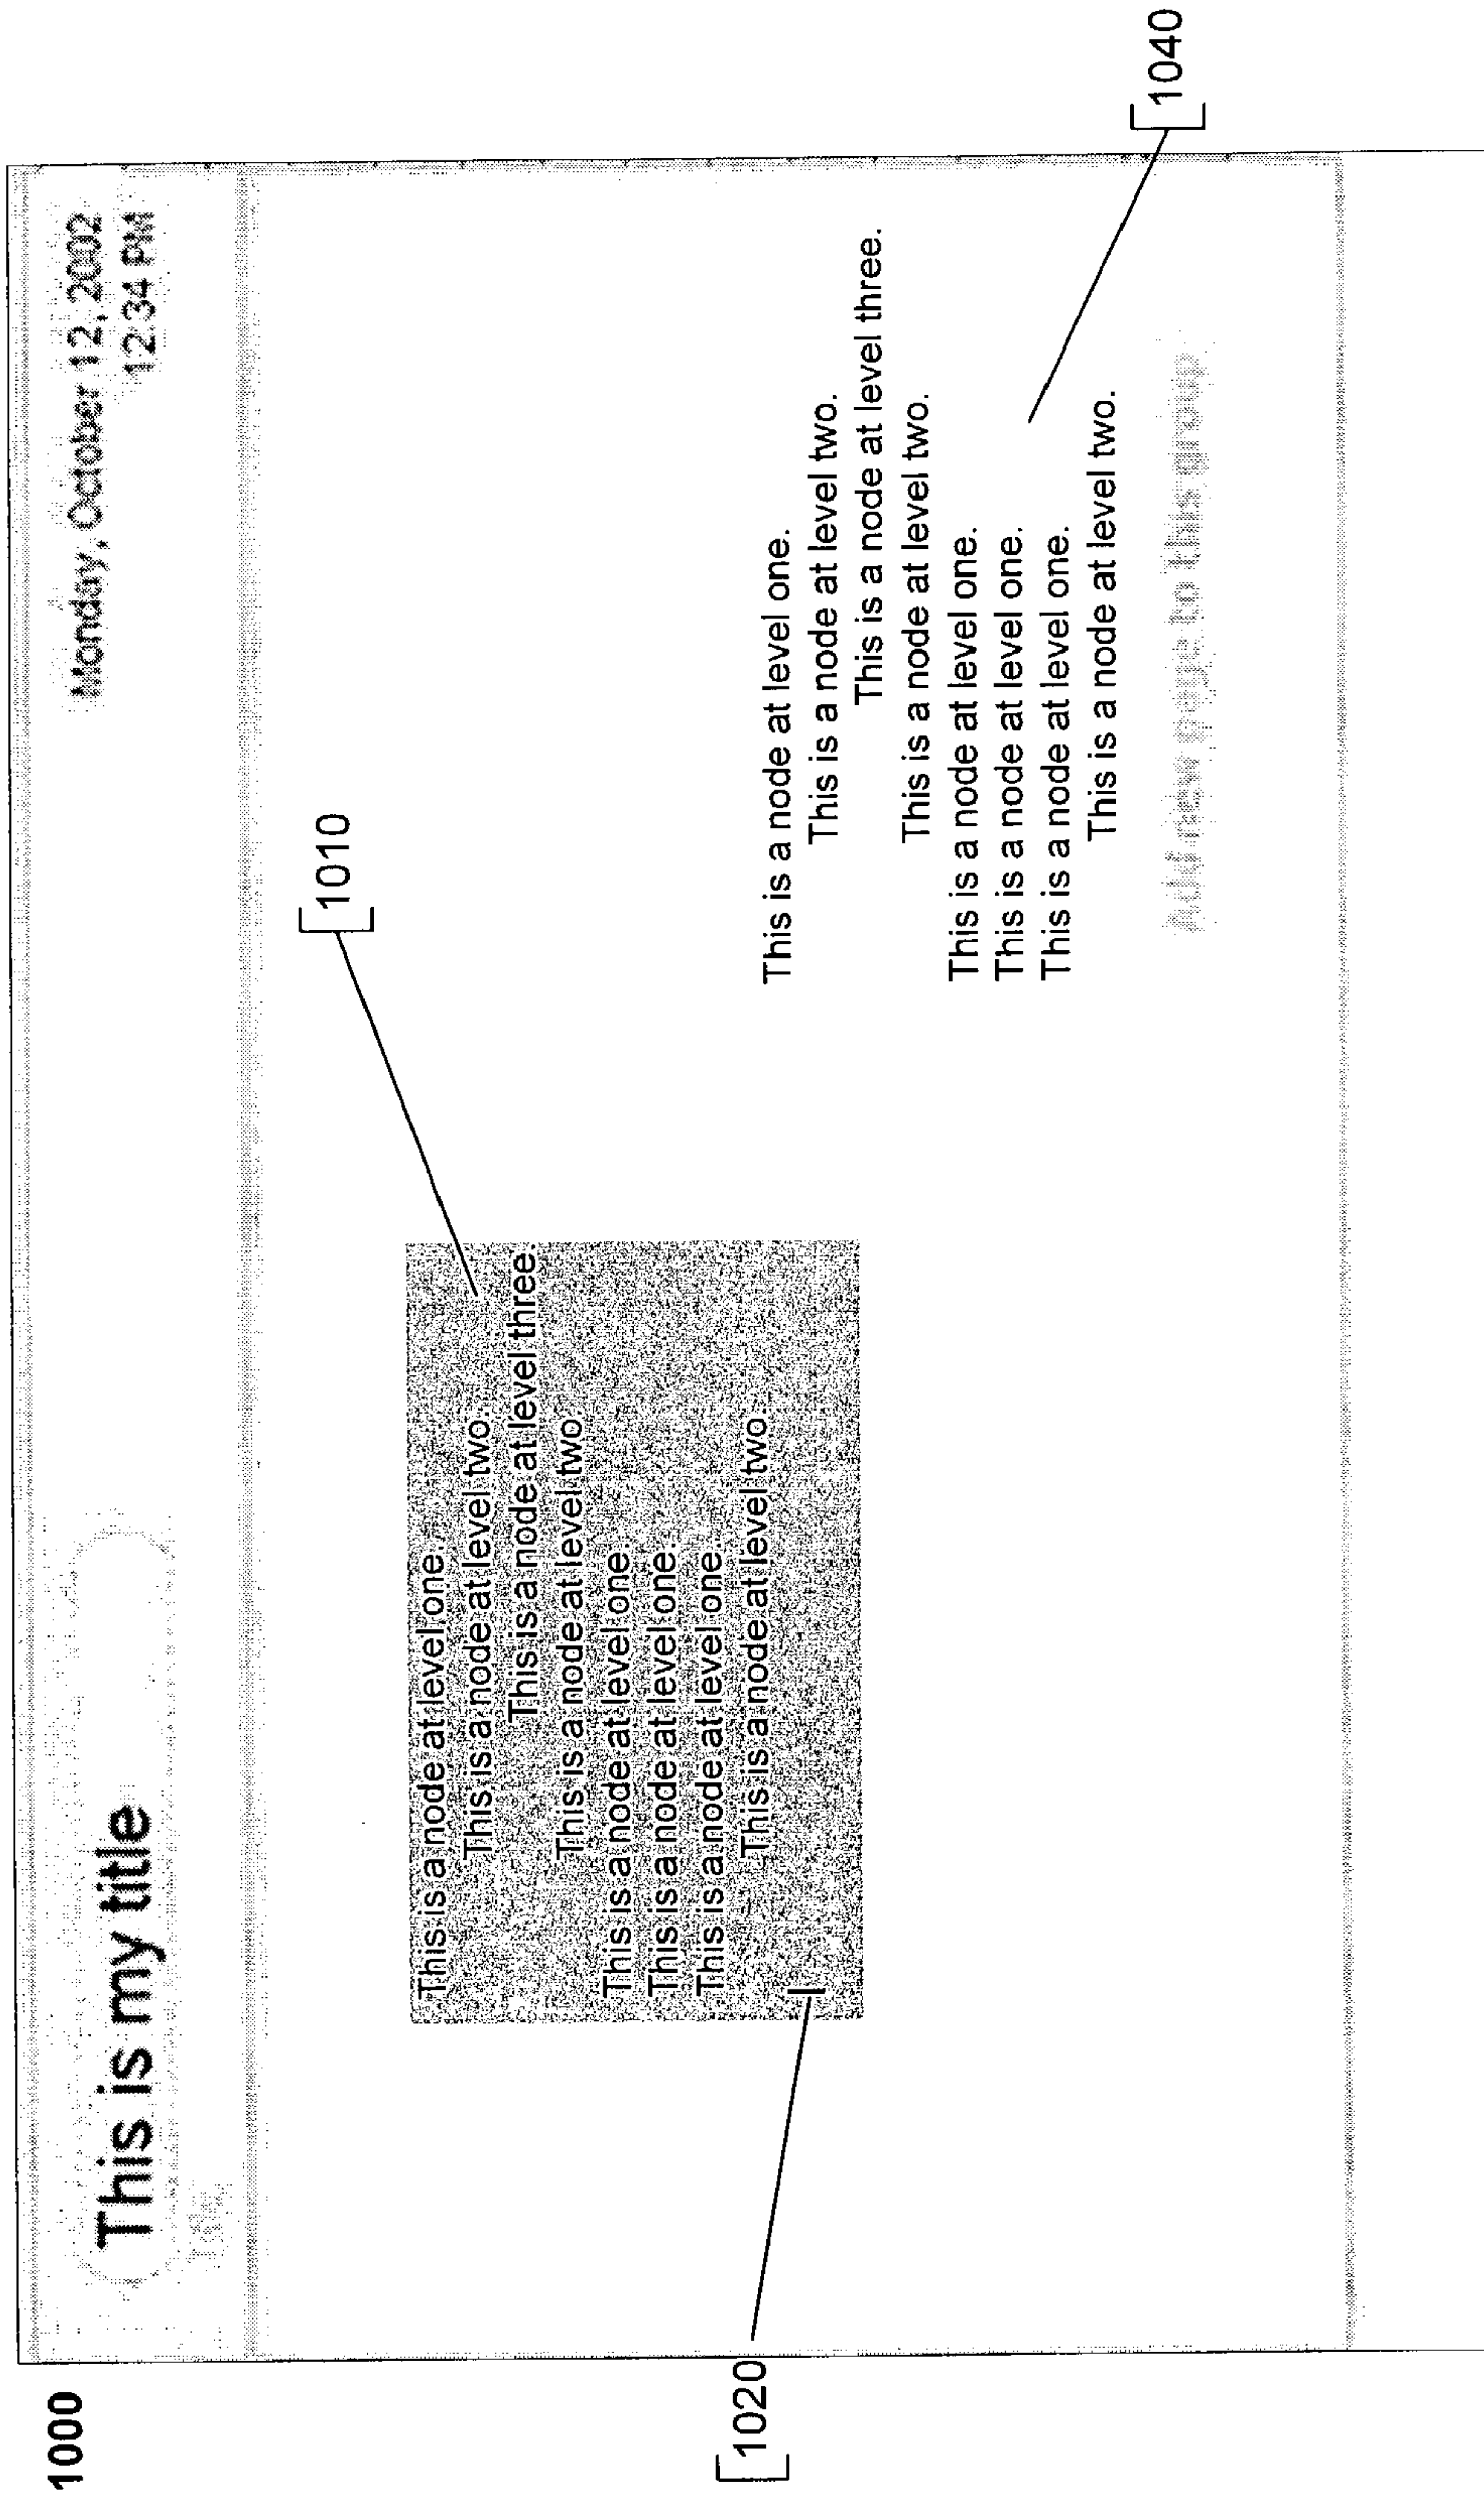 1000
This is my title
Monday, October 12, 2002
12:34 PM
1010
This is a node at level one.
This is a node at level two.
This is a node at level three.
This is a node at level two.
This is a node at level one.
This is a node at level one.
This is a node at level one.
This is a node at level two.
1020
This is a node at level one.
This is a node at level two.
This is a node at level three.
This is a node at level two.
This is a node at level one.
This is a node at level one.
This is a node at level one.
This is a node at level two.
1040
Add new page to this group